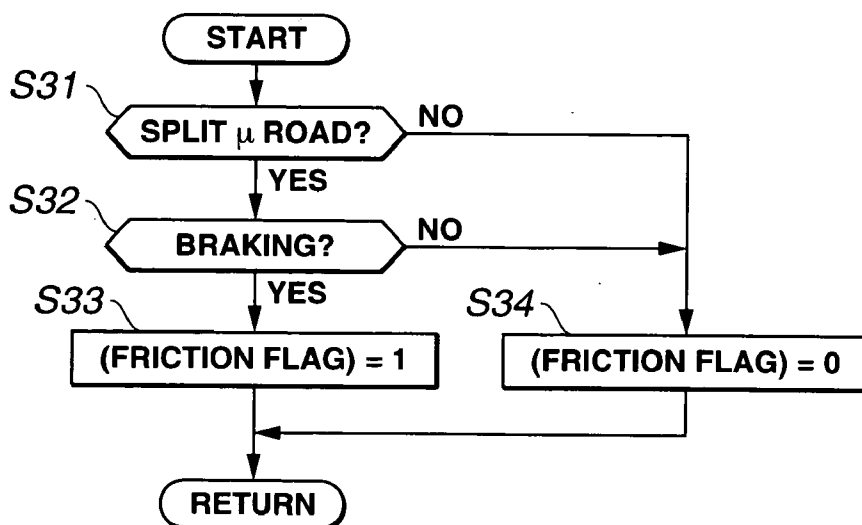 START
S31
SPLIT μ ROAD?
NO
YES
S32
BRAKING?
NO
YES
S33
(FRICTION FLAG) = 1
S34
(FRICTION FLAG) = 0
RETURN